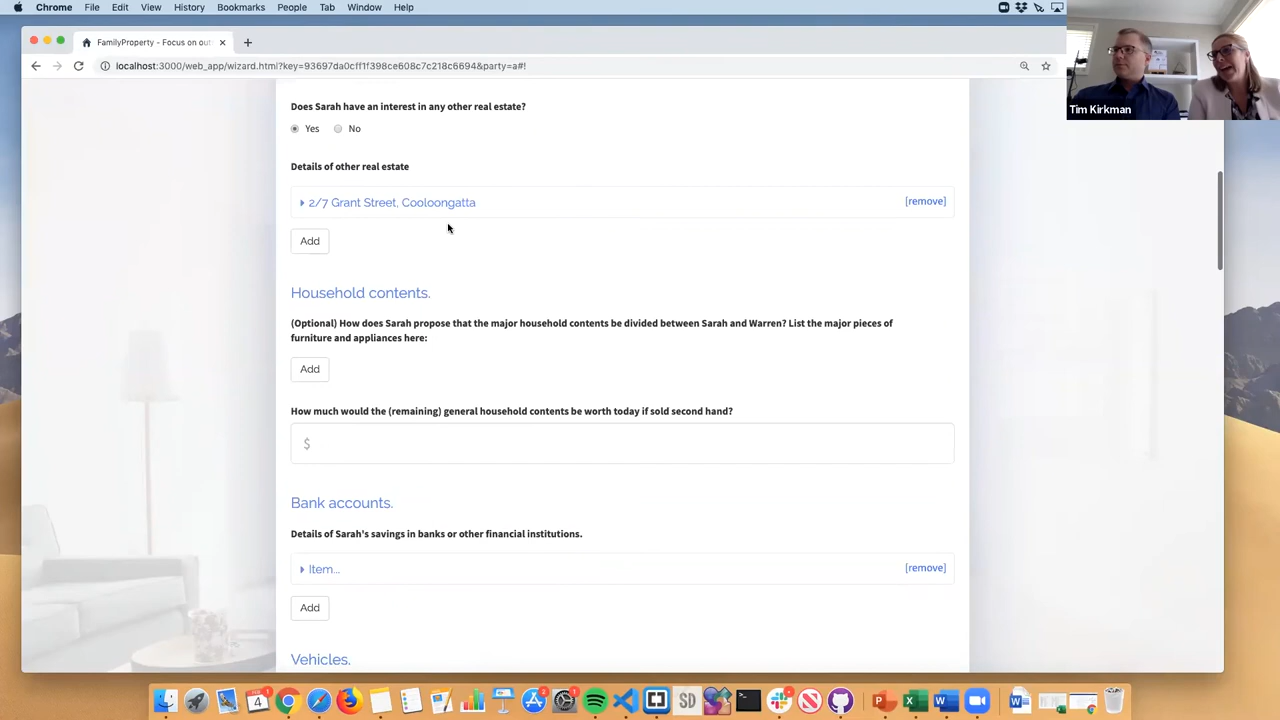 Chrome File Edit View History Bookmarks People Tab Window Help
FamilyProperty - Focus on out
localhost:3000/web_app/wizard.html?key=93697da0cff1f398ce608c7c218c6694&party=a#!
Tim Kirkman
Does Sarah have an interest in any other real estate?
Yes No
Details of other real estate
2/7 Grant Street, Cooloongatta [remove]
Add
Household contents.
(Optional) How does Sarah propose that the major household contents be divided between Sarah and Warren? List the major pieces of
furniture and appliances here:
Add
How much would the (remaining) general household contents be worth today if sold second hand?
$
Bank accounts.
Details of Sarah's savings in banks or other financial institutions.
Item... [remove]
Add
Vehicles.
4
SD